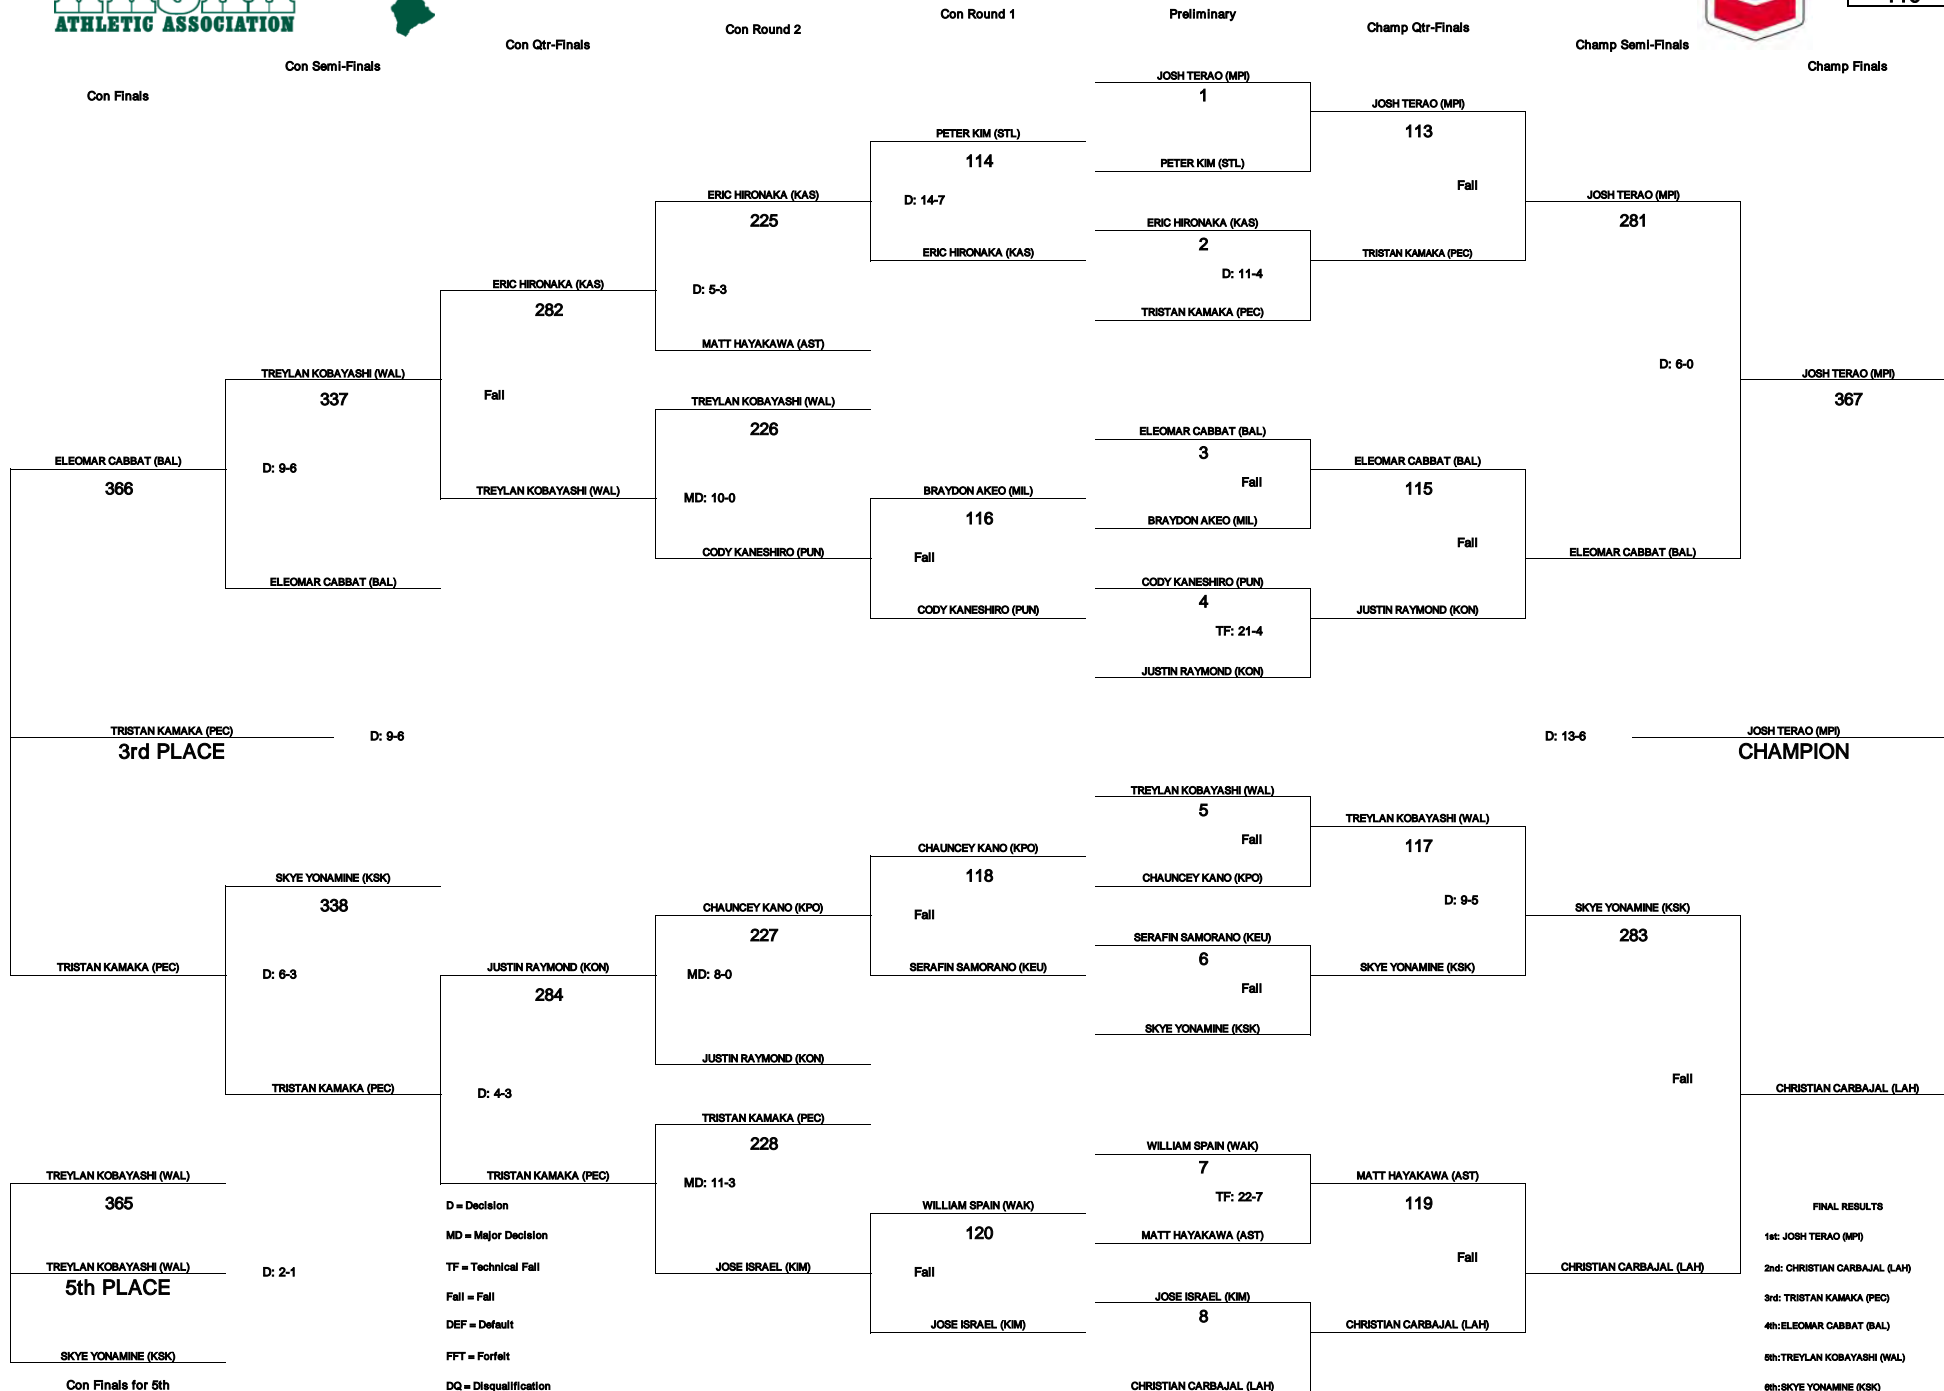 ATHLETIC ASSOCIATION
Con Finals
Con Semi-Finals
Con Qtr-Finals
Con Round 2
Con Round 1
Preliminary
Champ Qtr-Finals
Champ Semi-Finals
Champ Finals
ELEOMAR CABBAT (BAL)
366
TRISTAN KAMAKA (PEC)
3rd PLACE
D: 9-6
TRISTAN KAMAKA (PEC)
TREYLAN KOBAYASHI (WAL)
365
TREYLAN KOBAYASHI (WAL)
5th PLACE
D: 2-1
SKYE YONAMINE (KSK)
Con Finals for 5th
TREYLAN KOBAYASHI (WAL)
337
D: 9-6
ELEOMAR CABBAT (BAL)
SKYE YONAMINE (KSK)
338
D: 6-3
TRISTAN KAMAKA (PEC)
ERIC HIRONAKA (KAS)
282
Fall
TREYLAN KOBAYASHI (WAL)
JUSTIN RAYMOND (KON)
284
D: 4-3
TRISTAN KAMAKA (PEC)
D = Decision
MD = Major Decision
TF = Technical Fall
Fall = Fall
DEF = Default
FFT = Forfeit
DQ = Disqualification
ERIC HIRONAKA (KAS)
225
D: 5-3
MATT HAYAKAWA (AST)
TREYLAN KOBAYASHI (WAL)
226
MD: 10-0
CODY KANESHIRO (PUN)
CHAUNCEY KANO (KPO)
227
MD: 8-0
JUSTIN RAYMOND (KON)
TRISTAN KAMAKA (PEC)
228
MD: 11-3
JOSE ISRAEL (KIM)
PETER KIM (STL)
114
D: 14-7
ERIC HIRONAKA (KAS)
BRAYDON AKEO (MIL)
116
Fall
CODY KANESHIRO (PUN)
CHAUNCEY KANO (KPO)
118
Fall
SERAFIN SAMORANO (KEU)
WILLIAM SPAIN (WAK)
120
Fall
JOSE ISRAEL (KIM)
JOSH TERAO (MPI)
1
PETER KIM (STL)
ERIC HIRONAKA (KAS)
2
D: 11-4
TRISTAN KAMAKA (PEC)
ELEOMAR CABBAT (BAL)
3
Fall
BRAYDON AKEO (MIL)
CODY KANESHIRO (PUN)
4
TF: 21-4
JUSTIN RAYMOND (KON)
TREYLAN KOBAYASHI (WAL)
5
Fall
CHAUNCEY KANO (KPO)
SERAFIN SAMORANO (KEU)
6
Fall
SKYE YONAMINE (KSK)
WILLIAM SPAIN (WAK)
7
TF: 22-7
MATT HAYAKAWA (AST)
JOSE ISRAEL (KIM)
8
CHRISTIAN CARBAJAL (LAH)
JOSH TERAO (MPI)
113
Fall
TRISTAN KAMAKA (PEC)
ELEOMAR CABBAT (BAL)
115
Fall
JUSTIN RAYMOND (KON)
TREYLAN KOBAYASHI (WAL)
117
D: 9-5
SKYE YONAMINE (KSK)
MATT HAYAKAWA (AST)
119
Fall
CHRISTIAN CARBAJAL (LAH)
JOSH TERAO (MPI)
281
D: 6-0
ELEOMAR CABBAT (BAL)
SKYE YONAMINE (KSK)
283
Fall
CHRISTIAN CARBAJAL (LAH)
JOSH TERAO (MPI)
367
D: 13-6
JOSH TERAO (MPI)
CHAMPION
CHRISTIAN CARBAJAL (LAH)
FINAL RESULTS
1st: JOSH TERAO (MPI)
2nd: CHRISTIAN CARBAJAL (LAH)
3rd: TRISTAN KAMAKA (PEC)
4th:ELEOMAR CABBAT (BAL)
5th:TREYLAN KOBAYASHI (WAL)
6th:SKYE YONAMINE (KSK)